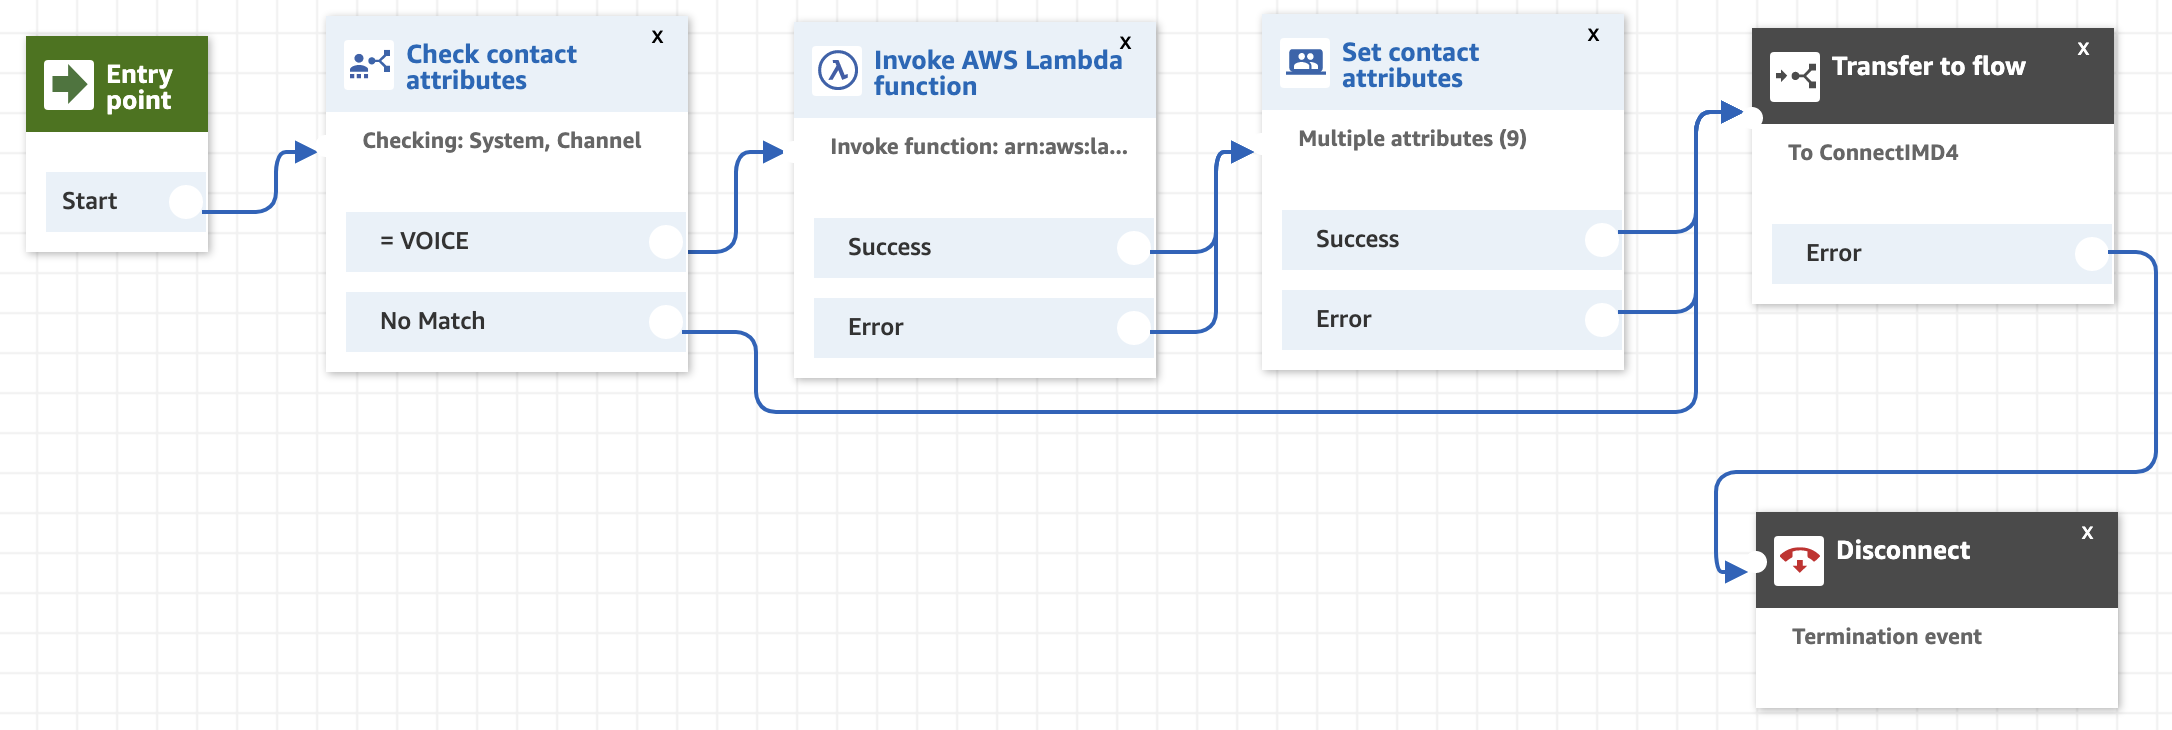 Entry
point
Start
Check contact
attributes
x
Checking: System, Channel
= VOICE
No Match
Invoke AWS Lambda
function
x
Invoke function: arn:aws:la...
Success
Error
Set contact
attributes
x
Multiple attributes (9)
Success
Error
Transfer to flow
x
To ConnectIMD4
Error
Disconnect
x
Termination event